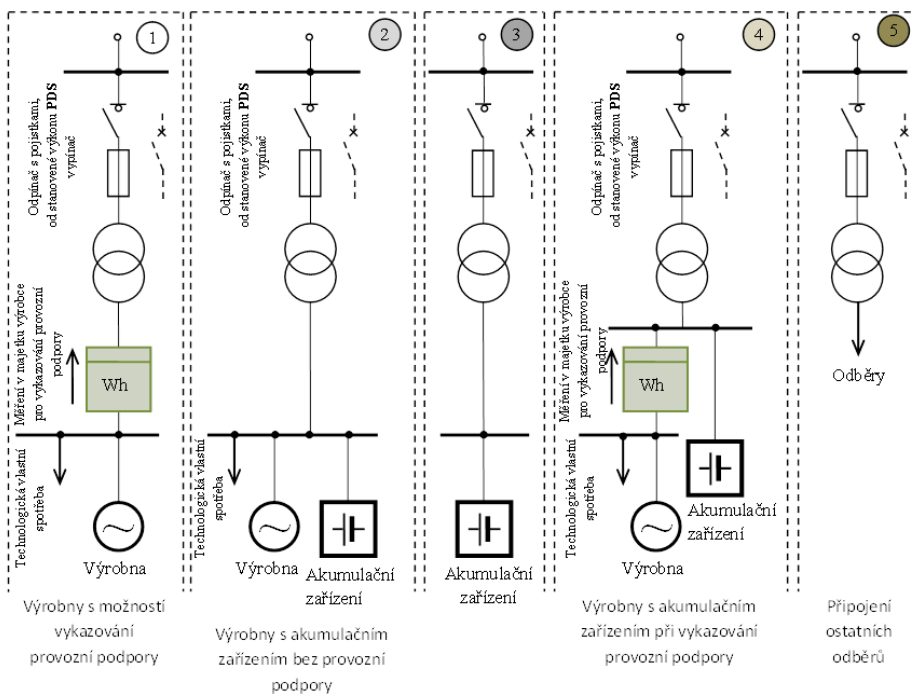 1
Odpínač s pojistkami,
od stanovené výkonu PDS
vypínač
Měření v majetku výrobce
pro vykazování provozní
podpory
Wh
Technologická vlastní
spotřeba
Výrobna
Výrobny s možností
vykazování
provozní podpory
2
Odpínač s pojistkami,
od stanovené výkonu PDS
vypínač
Technologická vlastní
spotřeba
Výrobna
Akumulační
zařízení
Výrobny s akumulačním
zařízením bez provozní
podpory
3
Akumulační
zařízení
4
Odpínač s pojistkami,
od stanovené výkonu PDS
vypínač
Měření v majetku výrobce
pro vykazování provozní
podpory
Wh
Technologická vlastní
spotřeba
Výrobna
Akumulační
zařízení
Výrobny s akumulačním
zařízením při vykazování
provozní podpory
5
Odběry
Připojení
ostatních
odběrů